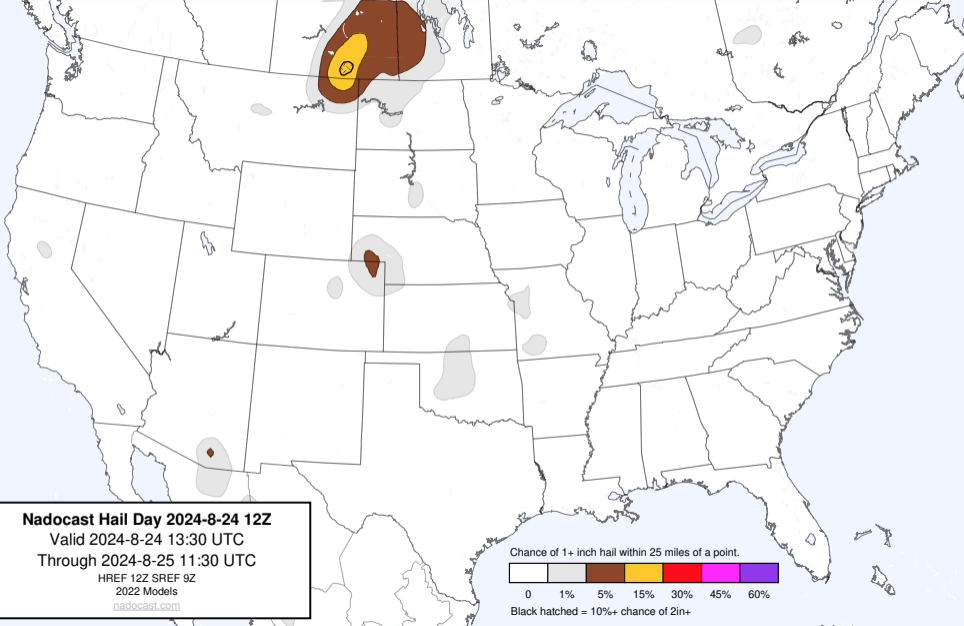 Nadocast Hail Day 2024-8-24 12Z
Valid 2024-8-24 13:30 UTC
Through 2024-8-25 11:30 UTC
HREF 12Z SREF 9Z
2022 Models
nadocast.com
Chance of 1+ inch hail within 25 miles of a point.
0 1% 5% 15% 30% 45% 60%
Black hatched = 10%+ chance of 2in+